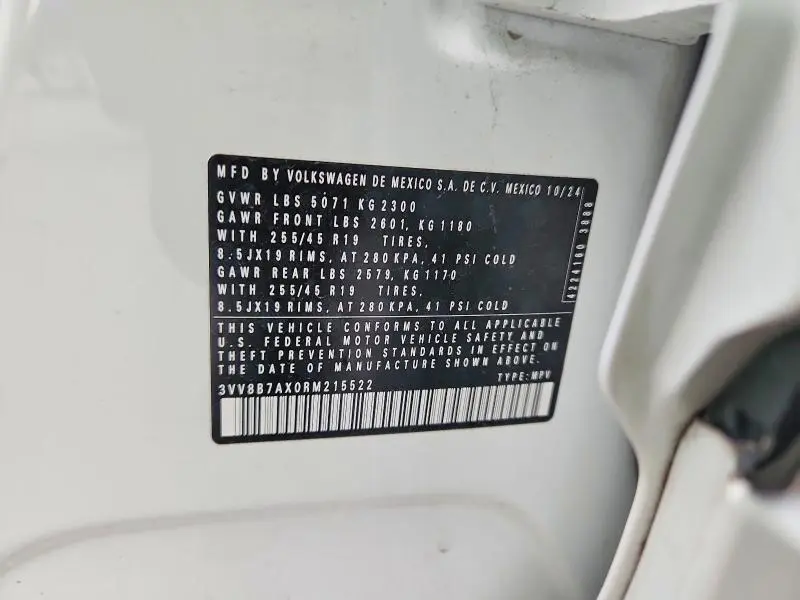 MFD BY VOLKSWAGEN DE MEXICO S.A. DE C.V. MEXICO 10/24
GVWR LBS 5071 KG 2300
GAWR FRONT LBS 2601, KG 1180
WITH 255/45 R19 TIRES,
8.5JX19 RIMS, AT 280 KPA, 41 PSI COLD
GAWR REAR LBS 2579, KG 1170
WITH 255/45 R19 TIRES,
8.5JX19 RIMS, AT 280 KPA, 41 PSI COLD
4224160 3888
THIS VEHICLE CONFORMS TO ALL APPLICABLE
U.S. FEDERAL MOTOR VEHICLE SAFETY AND
THEFT PREVENTION STANDARDS IN EFFECT ON
THE DATE OF MANUFACTURE SHOWN ABOVE.
3VV8B7AX0RM215522 TYPE: MPV